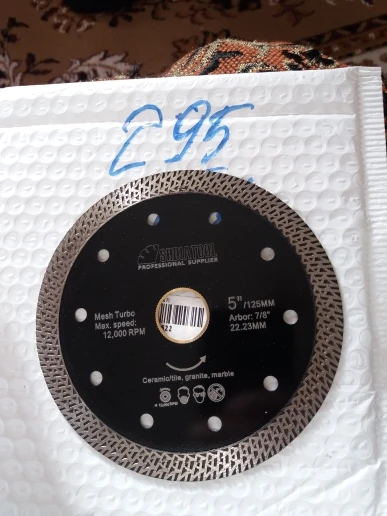 295
PROFESSIONAL SUPPLIER
Mesh Turbo
Max. speed:
12,000 RPM
5"/125MM
Arbor: 7/8"
22.23MM
Ceramic/tile, granite, marble